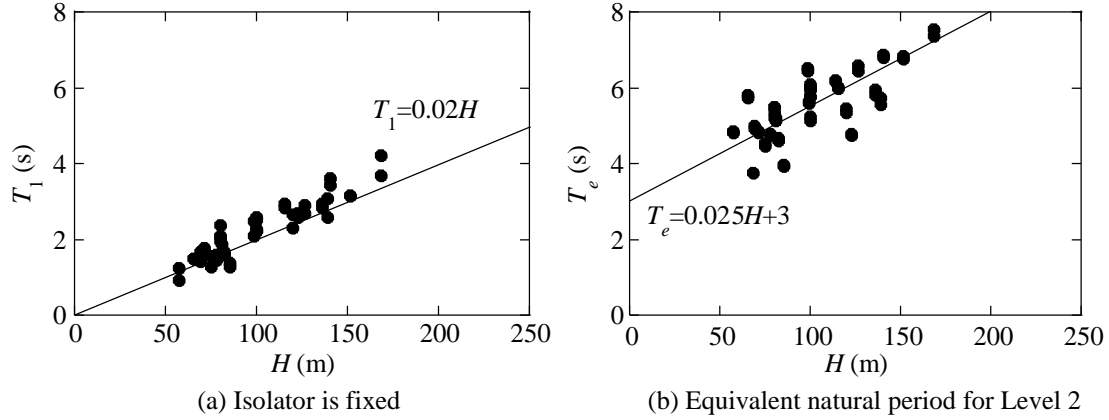 8
6
4
2
0
T₁ (s)
T₁=0.02H
0 50 100 150 200 250
H (m)
(a) Isolator is fixed
8
6
4
2
0
Tₑ (s)
Tₑ=0.025H+3
0 50 100 150 200 250
H (m)
(b) Equivalent natural period for Level 2